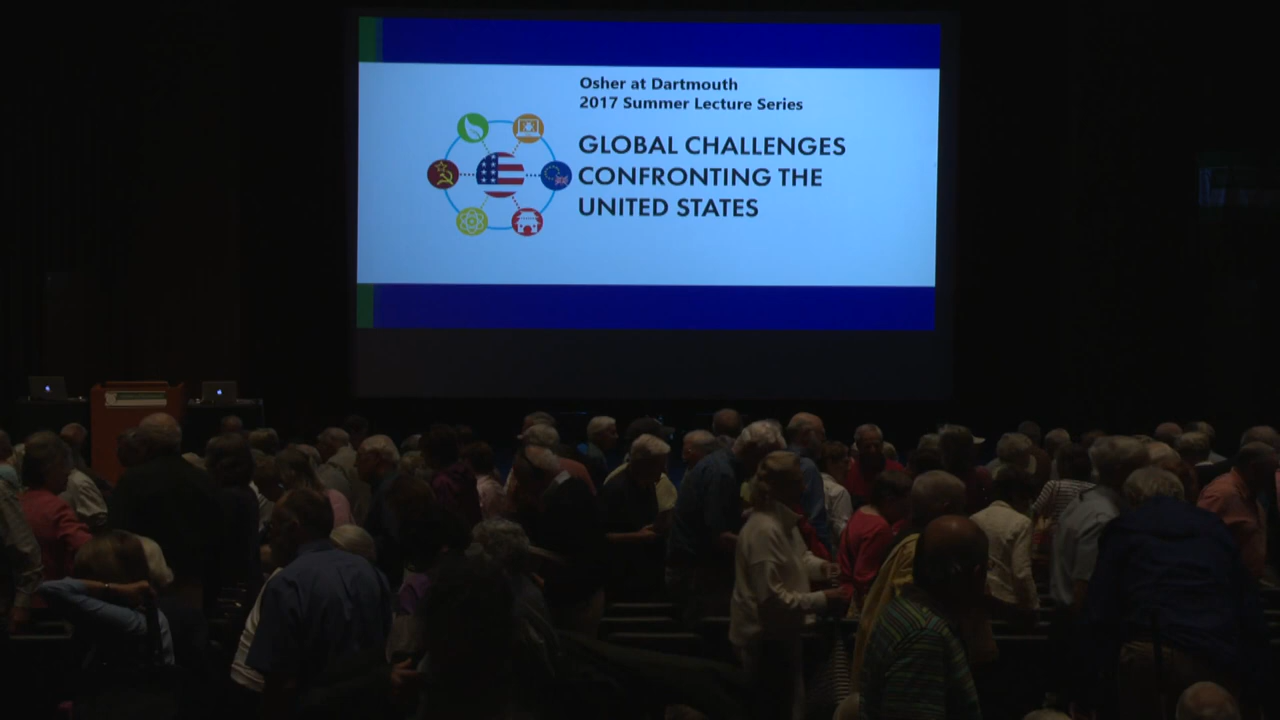 Osher at Dartmouth
2017 Summer Lecture Series
GLOBAL CHALLENGES
CONFRONTING THE
UNITED STATES